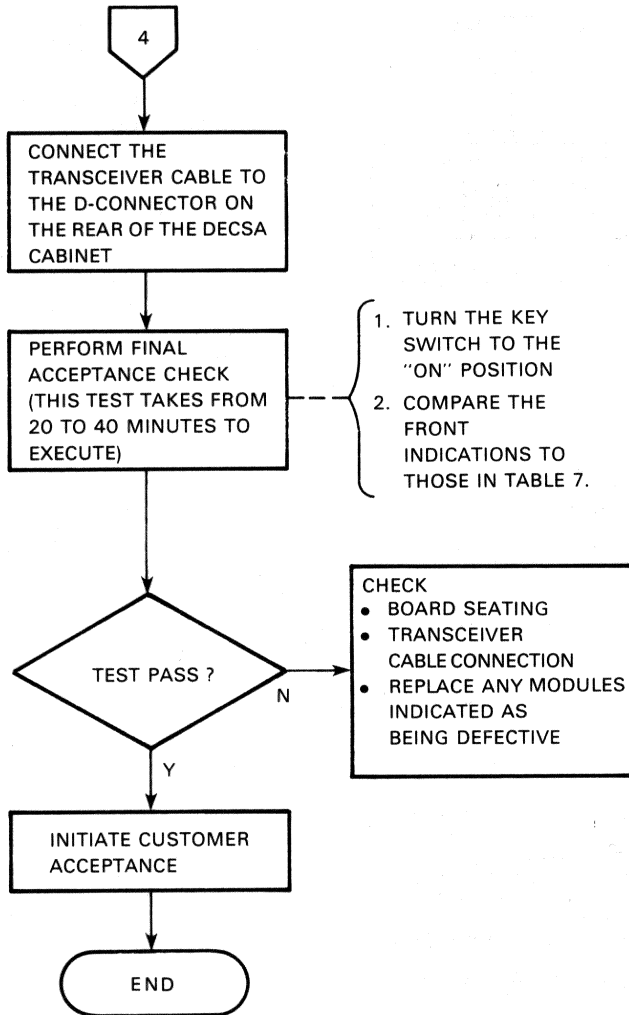 4
CONNECT THE
TRANSCEIVER CABLE TO
THE D-CONNECTOR ON
THE REAR OF THE DECSA
CABINET
PERFORM FINAL
ACCEPTANCE CHECK
(THIS TEST TAKES FROM
20 TO 40 MINUTES TO
EXECUTE)
1. TURN THE KEY
SWITCH TO THE
"ON" POSITION
2. COMPARE THE
FRONT
INDICATIONS TO
THOSE IN TABLE 7.
TEST PASS ?
N
Y
CHECK
• BOARD SEATING
• TRANSCEIVER
CABLE CONNECTION
• REPLACE ANY MODULES
INDICATED AS
BEING DEFECTIVE
INITIATE CUSTOMER
ACCEPTANCE
END